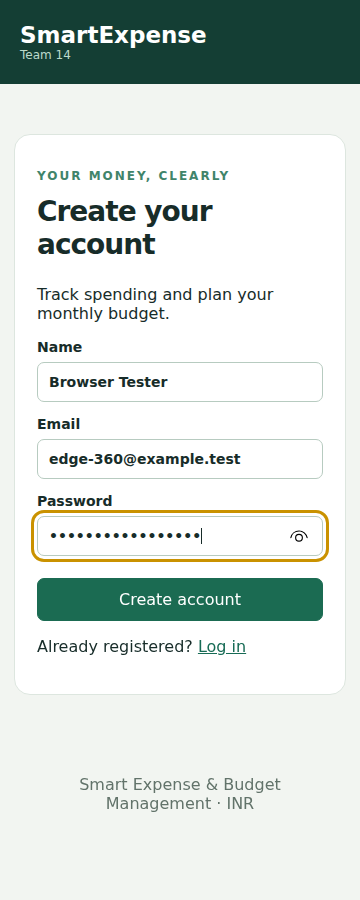 SmartExpense
Team 14
YOUR MONEY, CLEARLY
Create your
account
Track spending and plan your
monthly budget.
Name
Browser Tester
Email
edge-360@example.test
Password
•••••••••••••••••
Create account
Already registered? Log in
Smart Expense & Budget
Management · INR